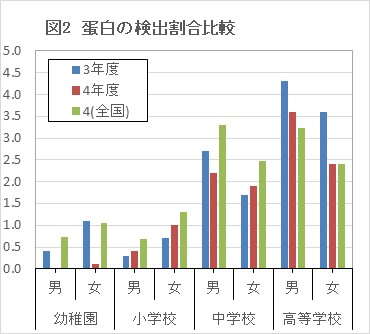 図2 蛋白の検出割合比較
5.0
4.5
4.0
3.5
3.0
2.5
2.0
1.5
1.0
0.5
0.0
3年度
4年度
4(全国)
男 女 男 女 男 女 男 女
幼稚園 小学校 中学校 高等学校